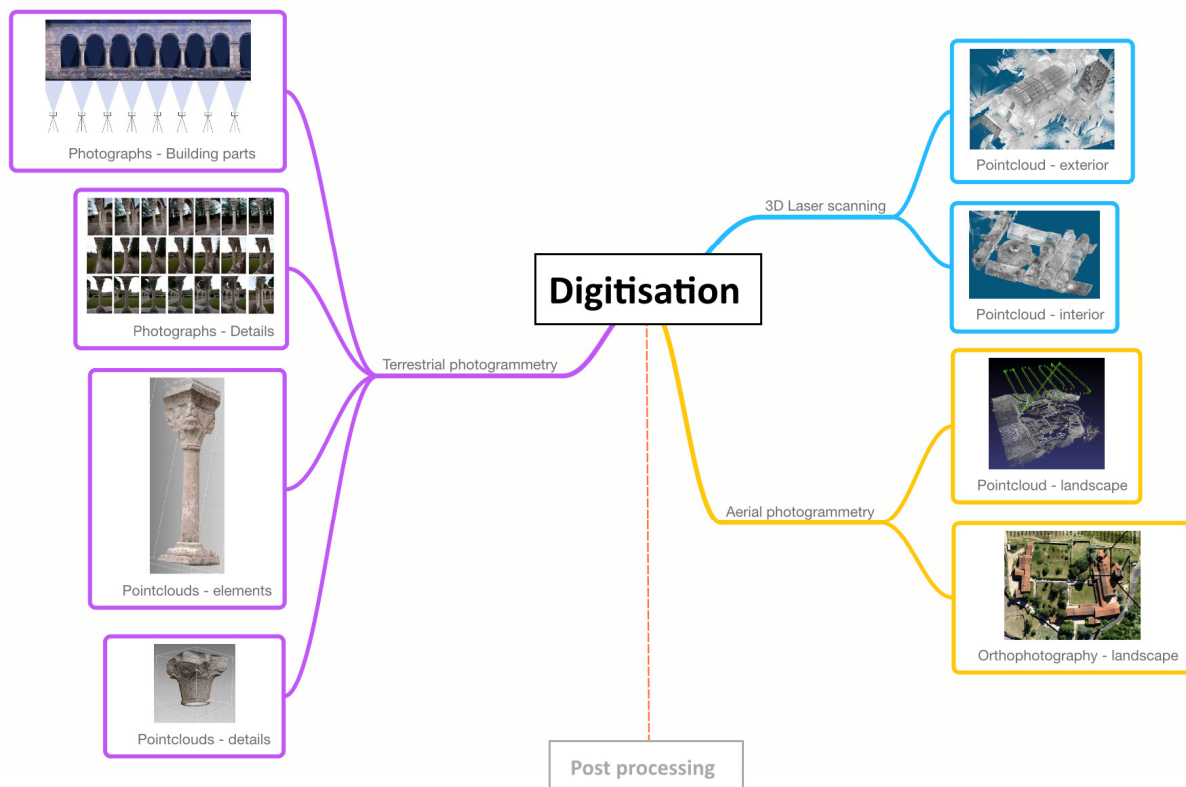 Photographs - Building parts
Photographs - Details
Pointclouds - elements
Pointclouds - details
Terrestrial photogrammetry
Digitisation
3D Laser scanning
Pointcloud - exterior
Pointcloud - interior
Aerial photogrammetry
Pointcloud - landscape
Orthophotography - landscape
Post processing